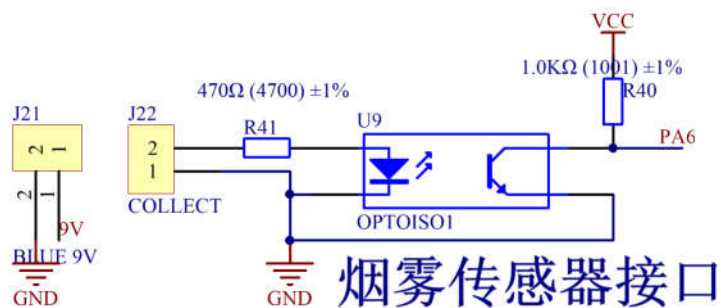 VCC
1.0KΩ (1001) ±1%
470Ω (4700) ±1%
R40
J21
J22
R41
U9
PA6
2 1
2
1
2 1
9V
COLLECT
OPTOISO1
BLUE 9V
GND
GND
烟雾传感器接口